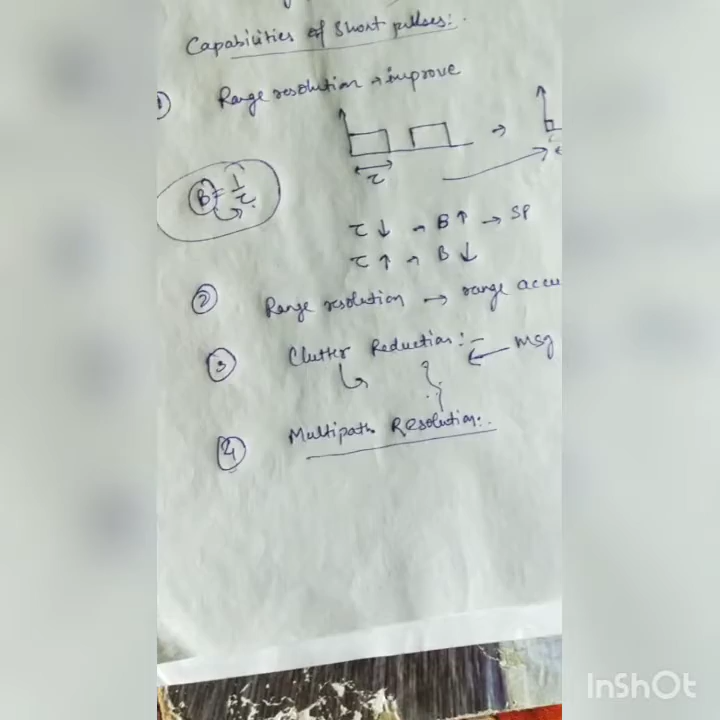 Capabilities of Short pulses:
① Range resolution → improve
τ
B = 1/τ
τ ↓ → B ↑ → SP
τ ↑ → B ↓
② Range resolution → range accu
③ Clutter Reduction:- ← msg
④ Multipath Resolution:
InShOt